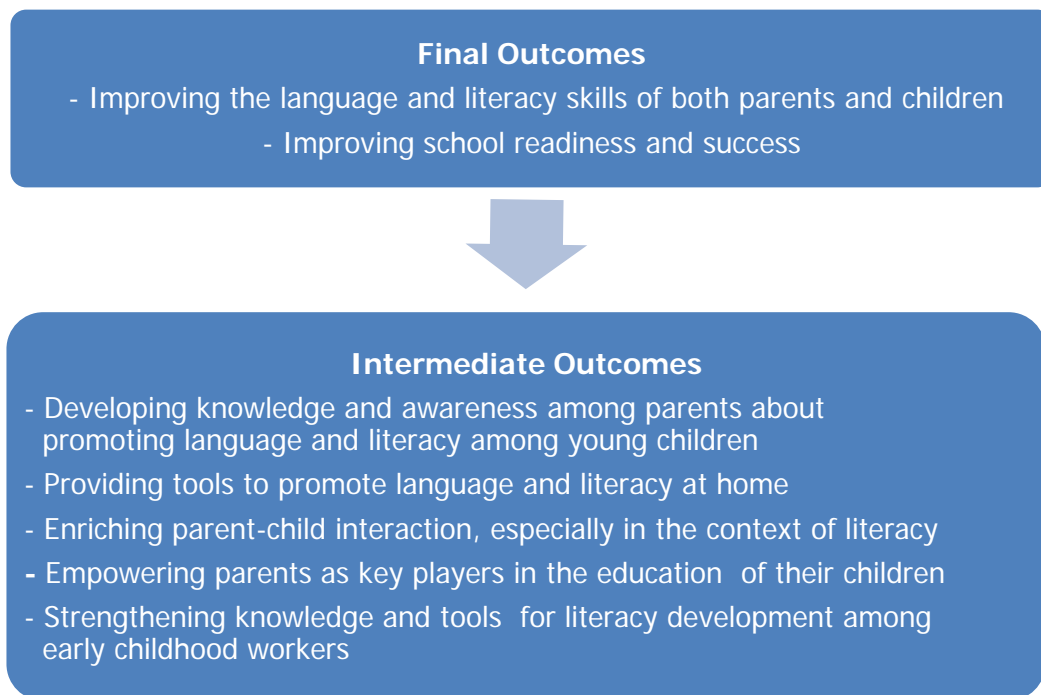 Final Outcomes
- Improving the language and literacy skills of both parents and children
- Improving school readiness and success
Intermediate Outcomes
- Developing knowledge and awareness among parents about
promoting language and literacy among young children
- Providing tools to promote language and literacy at home
- Enriching parent-child interaction, especially in the context of literacy
- Empowering parents as key players in the education of their children
- Strengthening knowledge and tools for literacy development among
early childhood workers